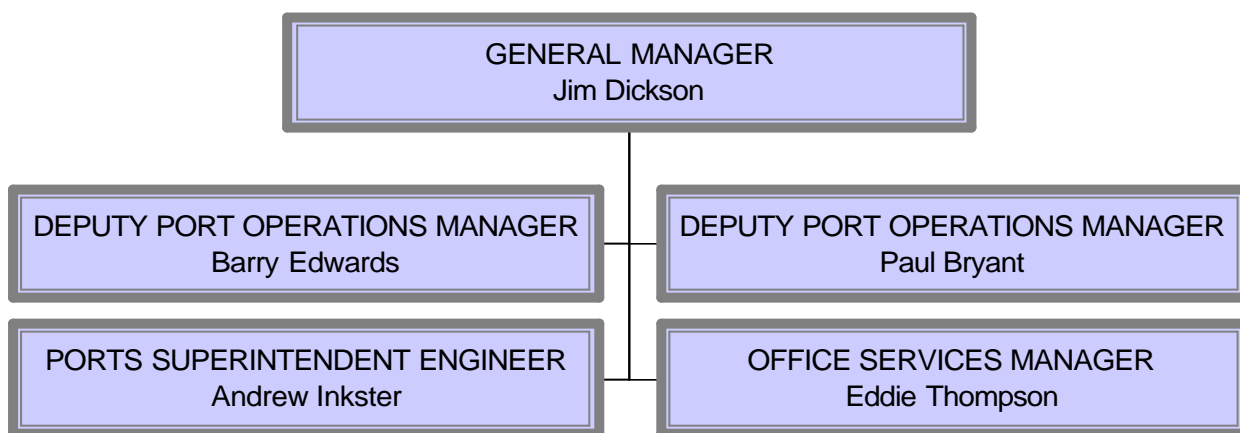 GENERAL MANAGER
Jim Dickson
DEPUTY PORT OPERATIONS MANAGER
Barry Edwards
DEPUTY PORT OPERATIONS MANAGER
Paul Bryant
PORTS SUPERINTENDENT ENGINEER
Andrew Inkster
OFFICE SERVICES MANAGER
Eddie Thompson